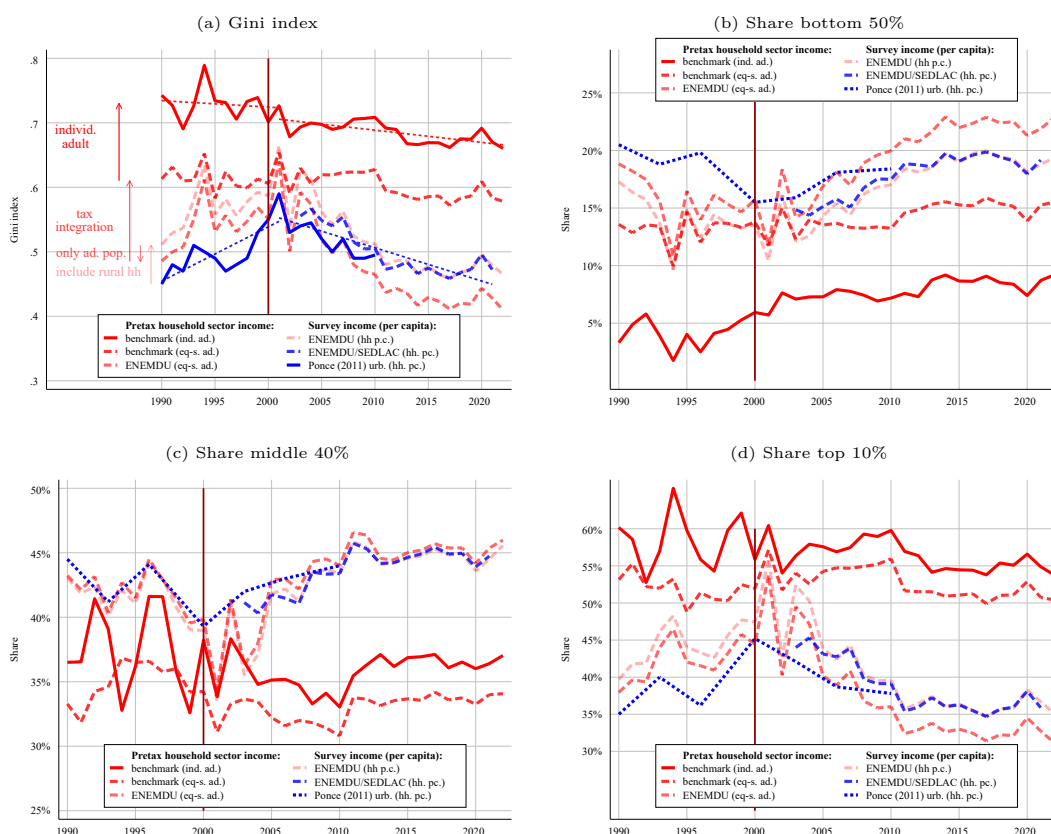 (a) Gini index
.8
.7
.6
.5
.4
.3
Gini index
individ.
adult
tax
integration
only ad. pop.
include rural hh
Pretax household sector income:
benchmark (ind. ad.)
benchmark (eq-s. ad.)
ENEMDU (eq-s. ad.)
Survey income (per capita):
ENEMDU (hh p.c.)
ENEMDU/SEDLAC (hh. pc.)
Ponce (2011) urb. (hh. pc.)
1990 1995 2000 2005 2010 2015 2020
(b) Share bottom 50%
Pretax household sector income:
benchmark (ind. ad.)
benchmark (eq-s. ad.)
ENEMDU (eq-s. ad.)
Survey income (per capita):
ENEMDU (hh p.c.)
ENEMDU/SEDLAC (hh. pc.)
Ponce (2011) urb. (hh. pc.)
25%
20%
15%
10%
5%
Share
1990 1995 2000 2005 2010 2015 2020
(c) Share middle 40%
50%
45%
40%
35%
30%
25%
Share
Pretax household sector income:
benchmark (ind. ad.)
benchmark (eq-s. ad.)
ENEMDU (eq-s. ad.)
Survey income (per capita):
ENEMDU (hh p.c.)
ENEMDU/SEDLAC (hh. pc.)
Ponce (2011) urb. (hh. pc.)
1990 1995 2000 2005 2010 2015 2020
(d) Share top 10%
60%
55%
50%
45%
40%
35%
30%
Share
Pretax household sector income:
benchmark (ind. ad.)
benchmark (eq-s. ad.)
ENEMDU (eq-s. ad.)
Survey income (per capita):
ENEMDU (hh p.c.)
ENEMDU/SEDLAC (hh. pc.)
Ponce (2011) urb. (hh. pc.)
1990 1995 2000 2005 2010 2015 2020